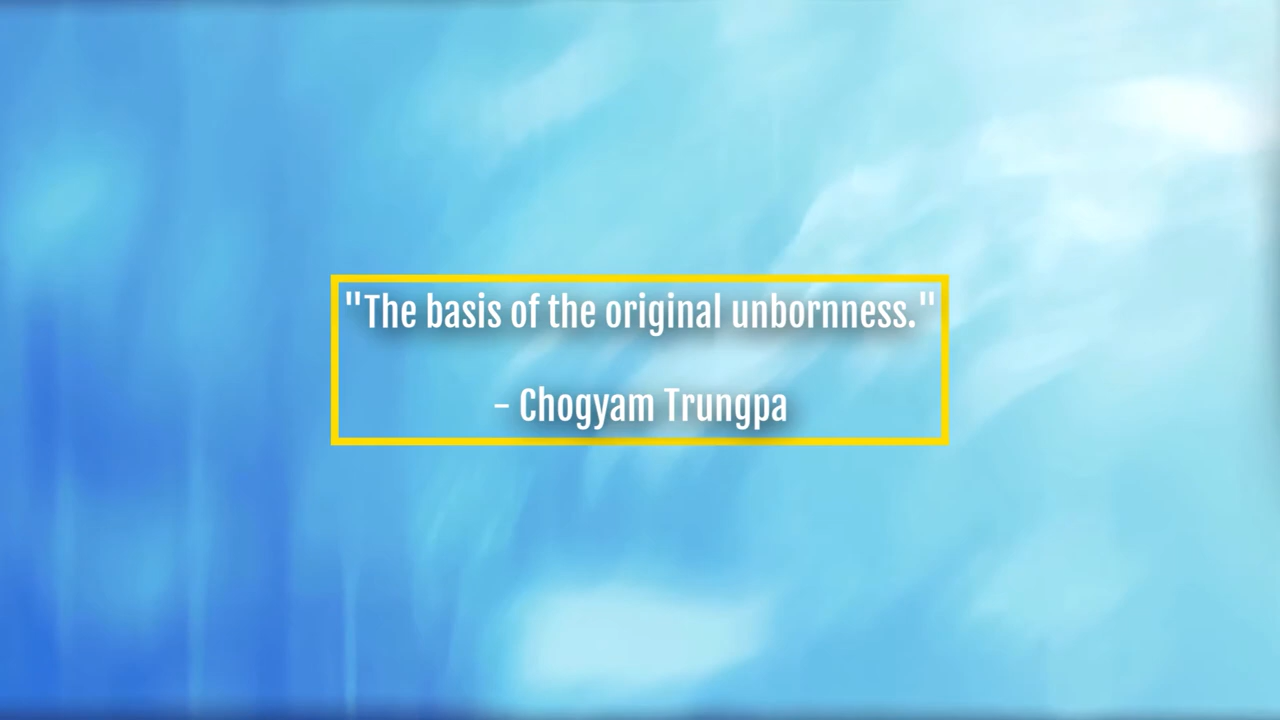 "The basis of the original unbornness."
- Chogyam Trungpa